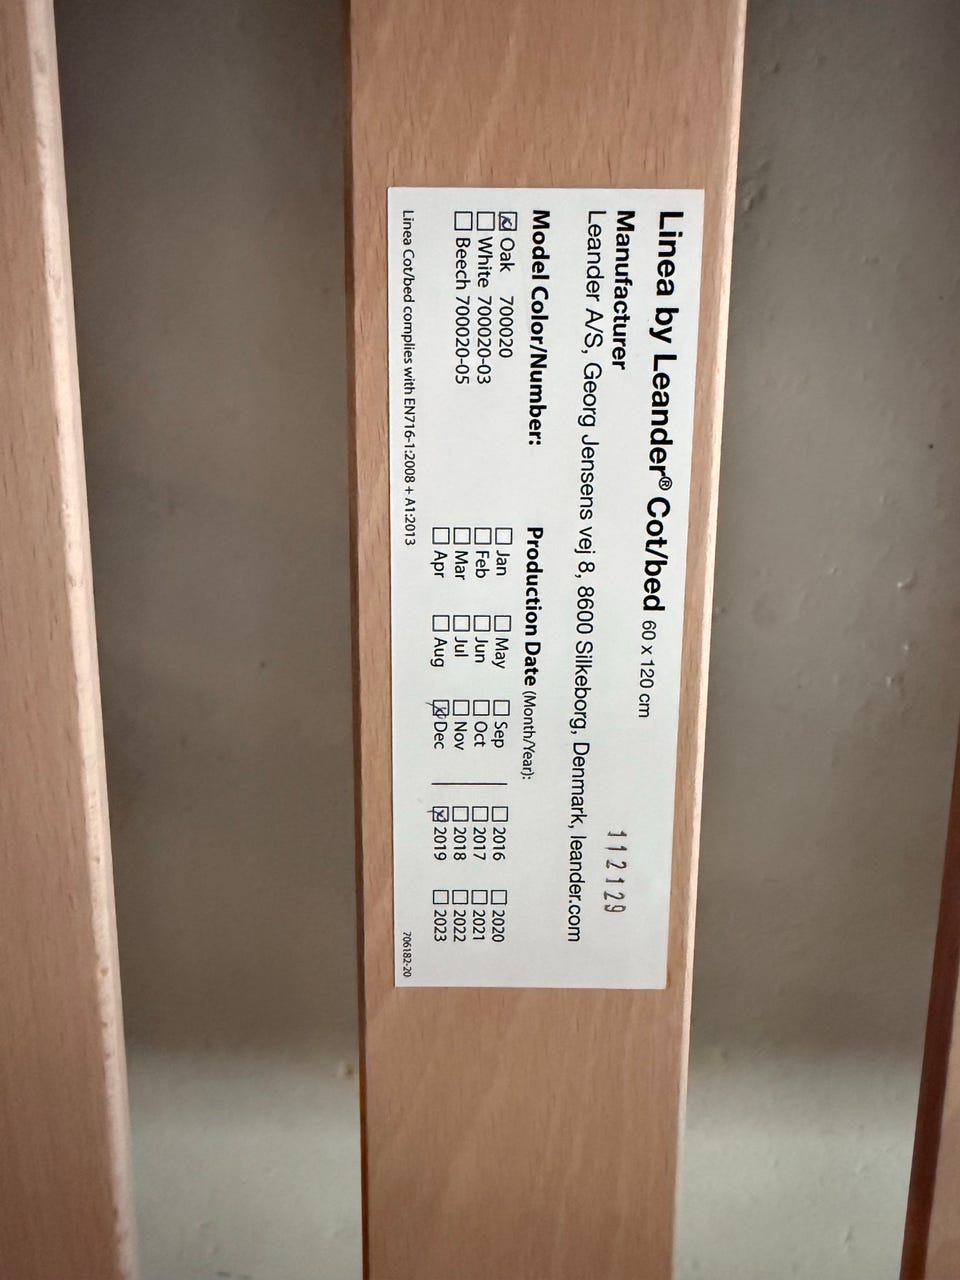 Linea by Leander® Cot/bed 60 x 120 cm
Manufacturer
112129
Leander A/S, Georg Jensens vej 8, 8600 Silkeborg, Denmark, leander.com
Model Color/Number:
☒ Oak 700020
☐ White 700020-03
☐ Beech 700020-05
Production Date (Month/Year):
☐ Jan ☐ May ☐ Sep ☐ 2016 ☐ 2020
☐ Feb ☐ Jun ☐ Oct ☐ 2017 ☐ 2021
☐ Mar ☐ Jul ☐ Nov ☐ 2018 ☐ 2022
☐ Apr ☐ Aug ☒ Dec ☒ 2019 ☐ 2023
Linea Cot/bed complies with EN716-1:2008 + A1:2013
706182-20